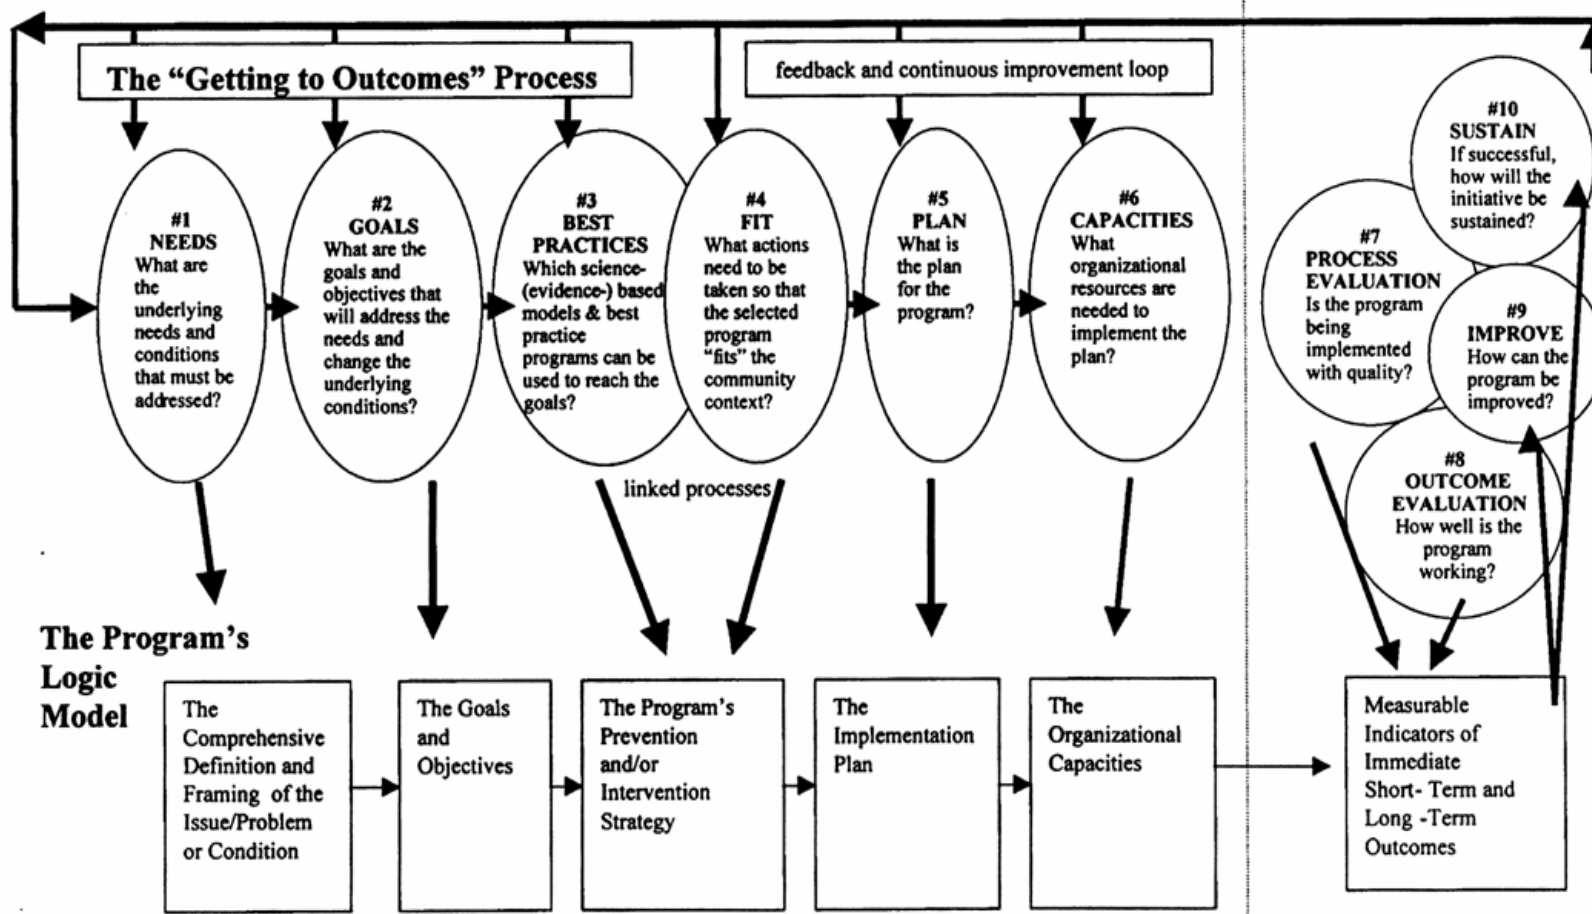 The "Getting to Outcomes" Process
feedback and continuous improvement loop
#1
NEEDS
What are
the
underlying
needs and
conditions
that must be
addressed?
#2
GOALS
What are the
goals and
objectives that
will address the
needs and
change the
underlying
conditions?
#3
BEST
PRACTICES
Which science-
(evidence-) based
models & best
practice
programs can be
used to reach the
goals?
#4
FIT
What actions
need to be
taken so that
the selected
program
"fits" the
community
context?
#5
PLAN
What is
the plan
for the
program?
#6
CAPACITIES
What
organizational
resources are
needed to
implement the
plan?
#7
PROCESS
EVALUATION
Is the program
being
implemented
with quality?
#8
OUTCOME
EVALUATION
How well is the
program
working?
#9
IMPROVE
How can the
program be
improved?
#10
SUSTAIN
If successful,
how will the
initiative be
sustained?
linked processes
The Program's
Logic
Model
The
Comprehensive
Definition and
Framing of the
Issue/Problem
or Condition
The Goals
and
Objectives
The Program's
Prevention
and/or
Intervention
Strategy
The
Implementation
Plan
The
Organizational
Capacities
Measurable
Indicators of
Immediate
Short- Term and
Long -Term
Outcomes